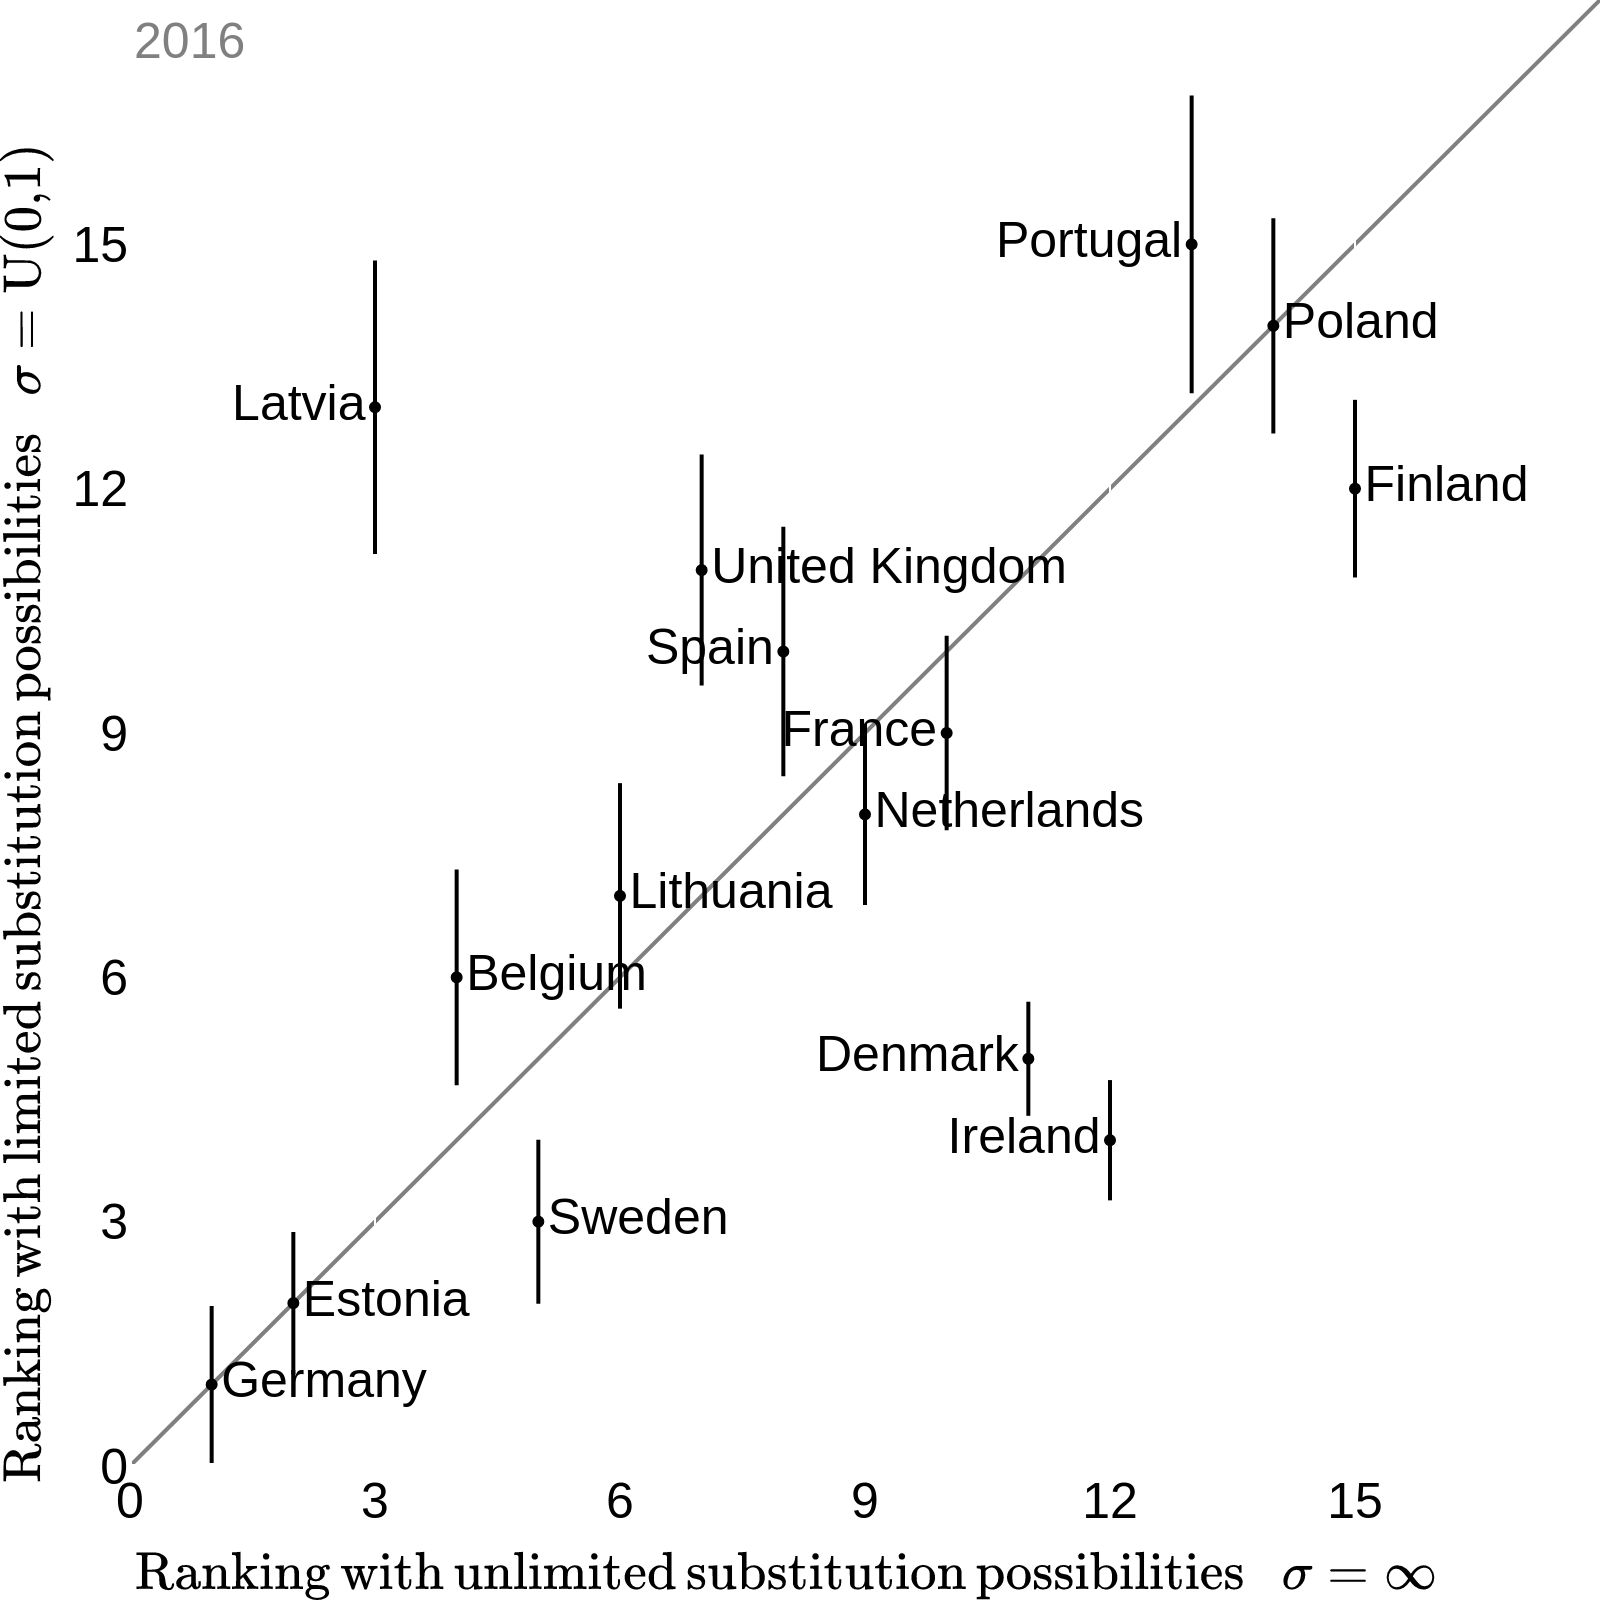 2016
Ranking with limited substitution possibilities σ = U(0,1)
15
12
9
6
3
0
Portugal
Poland
Latvia
Finland
United Kingdom
Spain
France
Netherlands
Lithuania
Belgium
Denmark
Ireland
Sweden
Estonia
Germany
0 3 6 9 12 15
Ranking with unlimited substitution possibilities σ = ∞